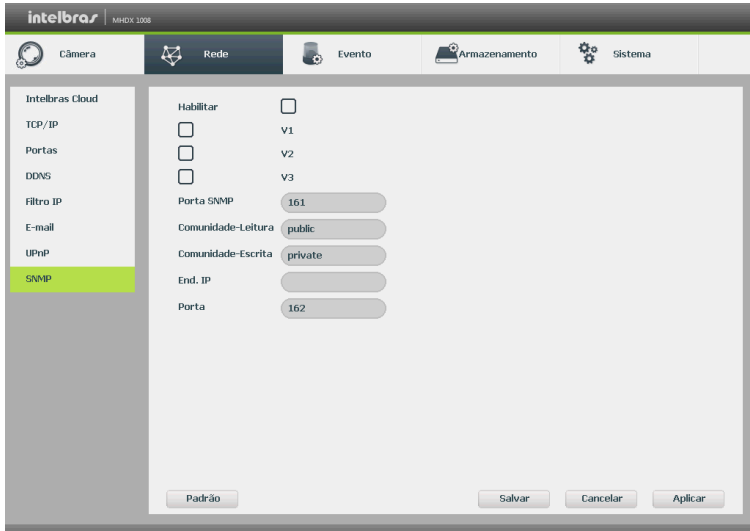 intelbras MHDX 1008
Câmera Rede Evento Armazenamento Sistema
Intelbras Cloud
TCP/IP
Portas
DDNS
Filtro IP
E-mail
UPnP
SNMP
Habilitar
V1
V2
V3
Porta SNMP 161
Comunidade-Leitura public
Comunidade-Escrita private
End. IP
Porta 162
Padrão Salvar Cancelar Aplicar